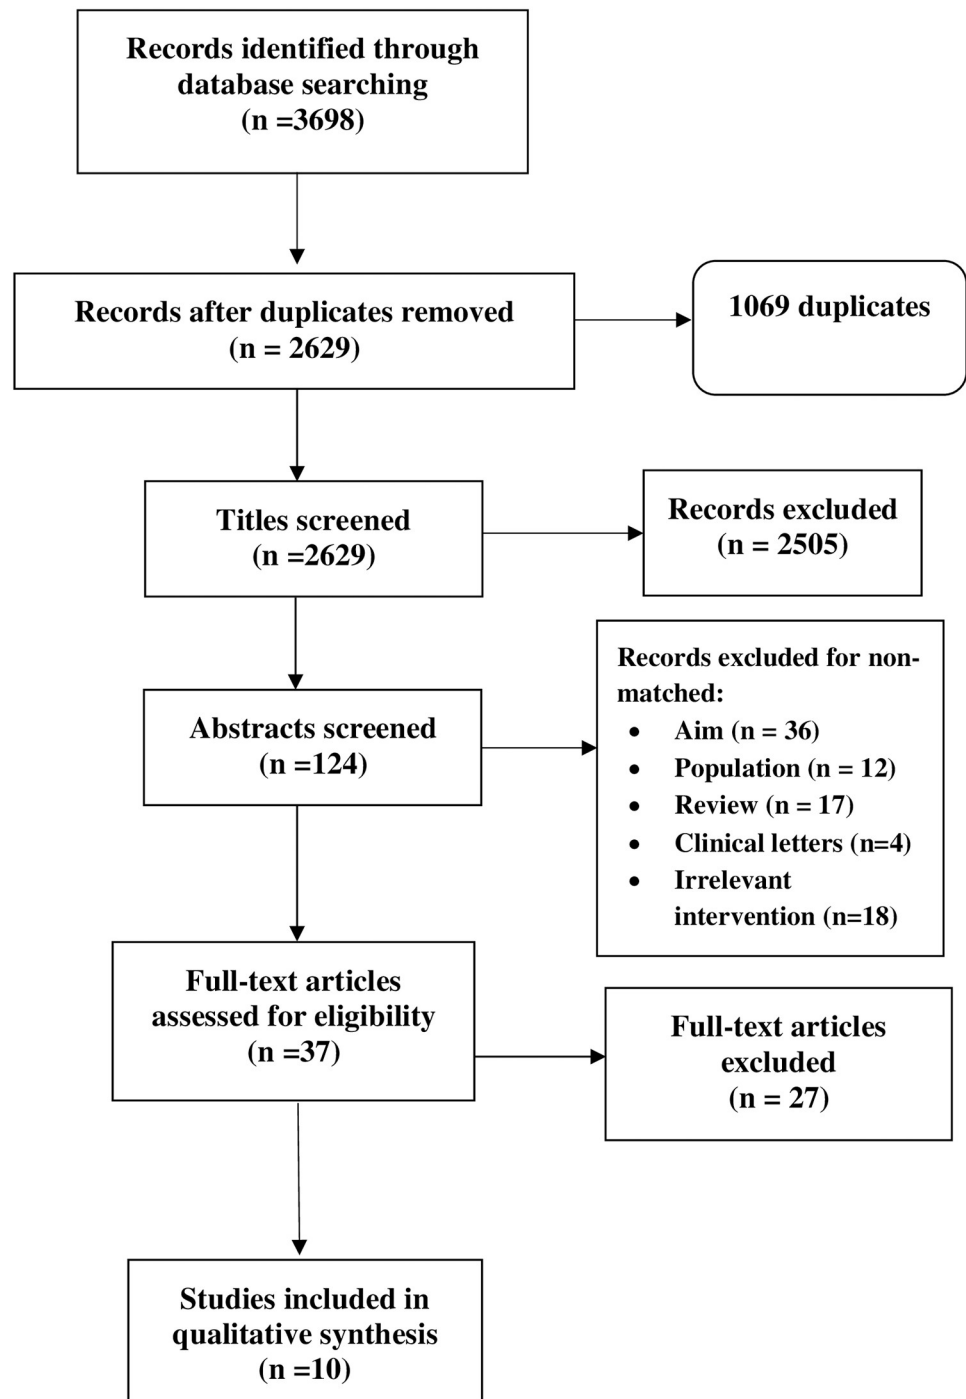 Records identified through
database searching
(n =3698)
Records after duplicates removed
(n = 2629)
1069 duplicates
Titles screened
(n =2629)
Records excluded
(n = 2505)
Abstracts screened
(n =124)
Records excluded for non-
matched:
• Aim (n = 36)
• Population (n = 12)
• Review (n = 17)
• Clinical letters (n=4)
• Irrelevant
intervention (n=18)
Full-text articles
assessed for eligibility
(n =37)
Full-text articles
excluded
(n = 27)
Studies included in
qualitative synthesis
(n =10)